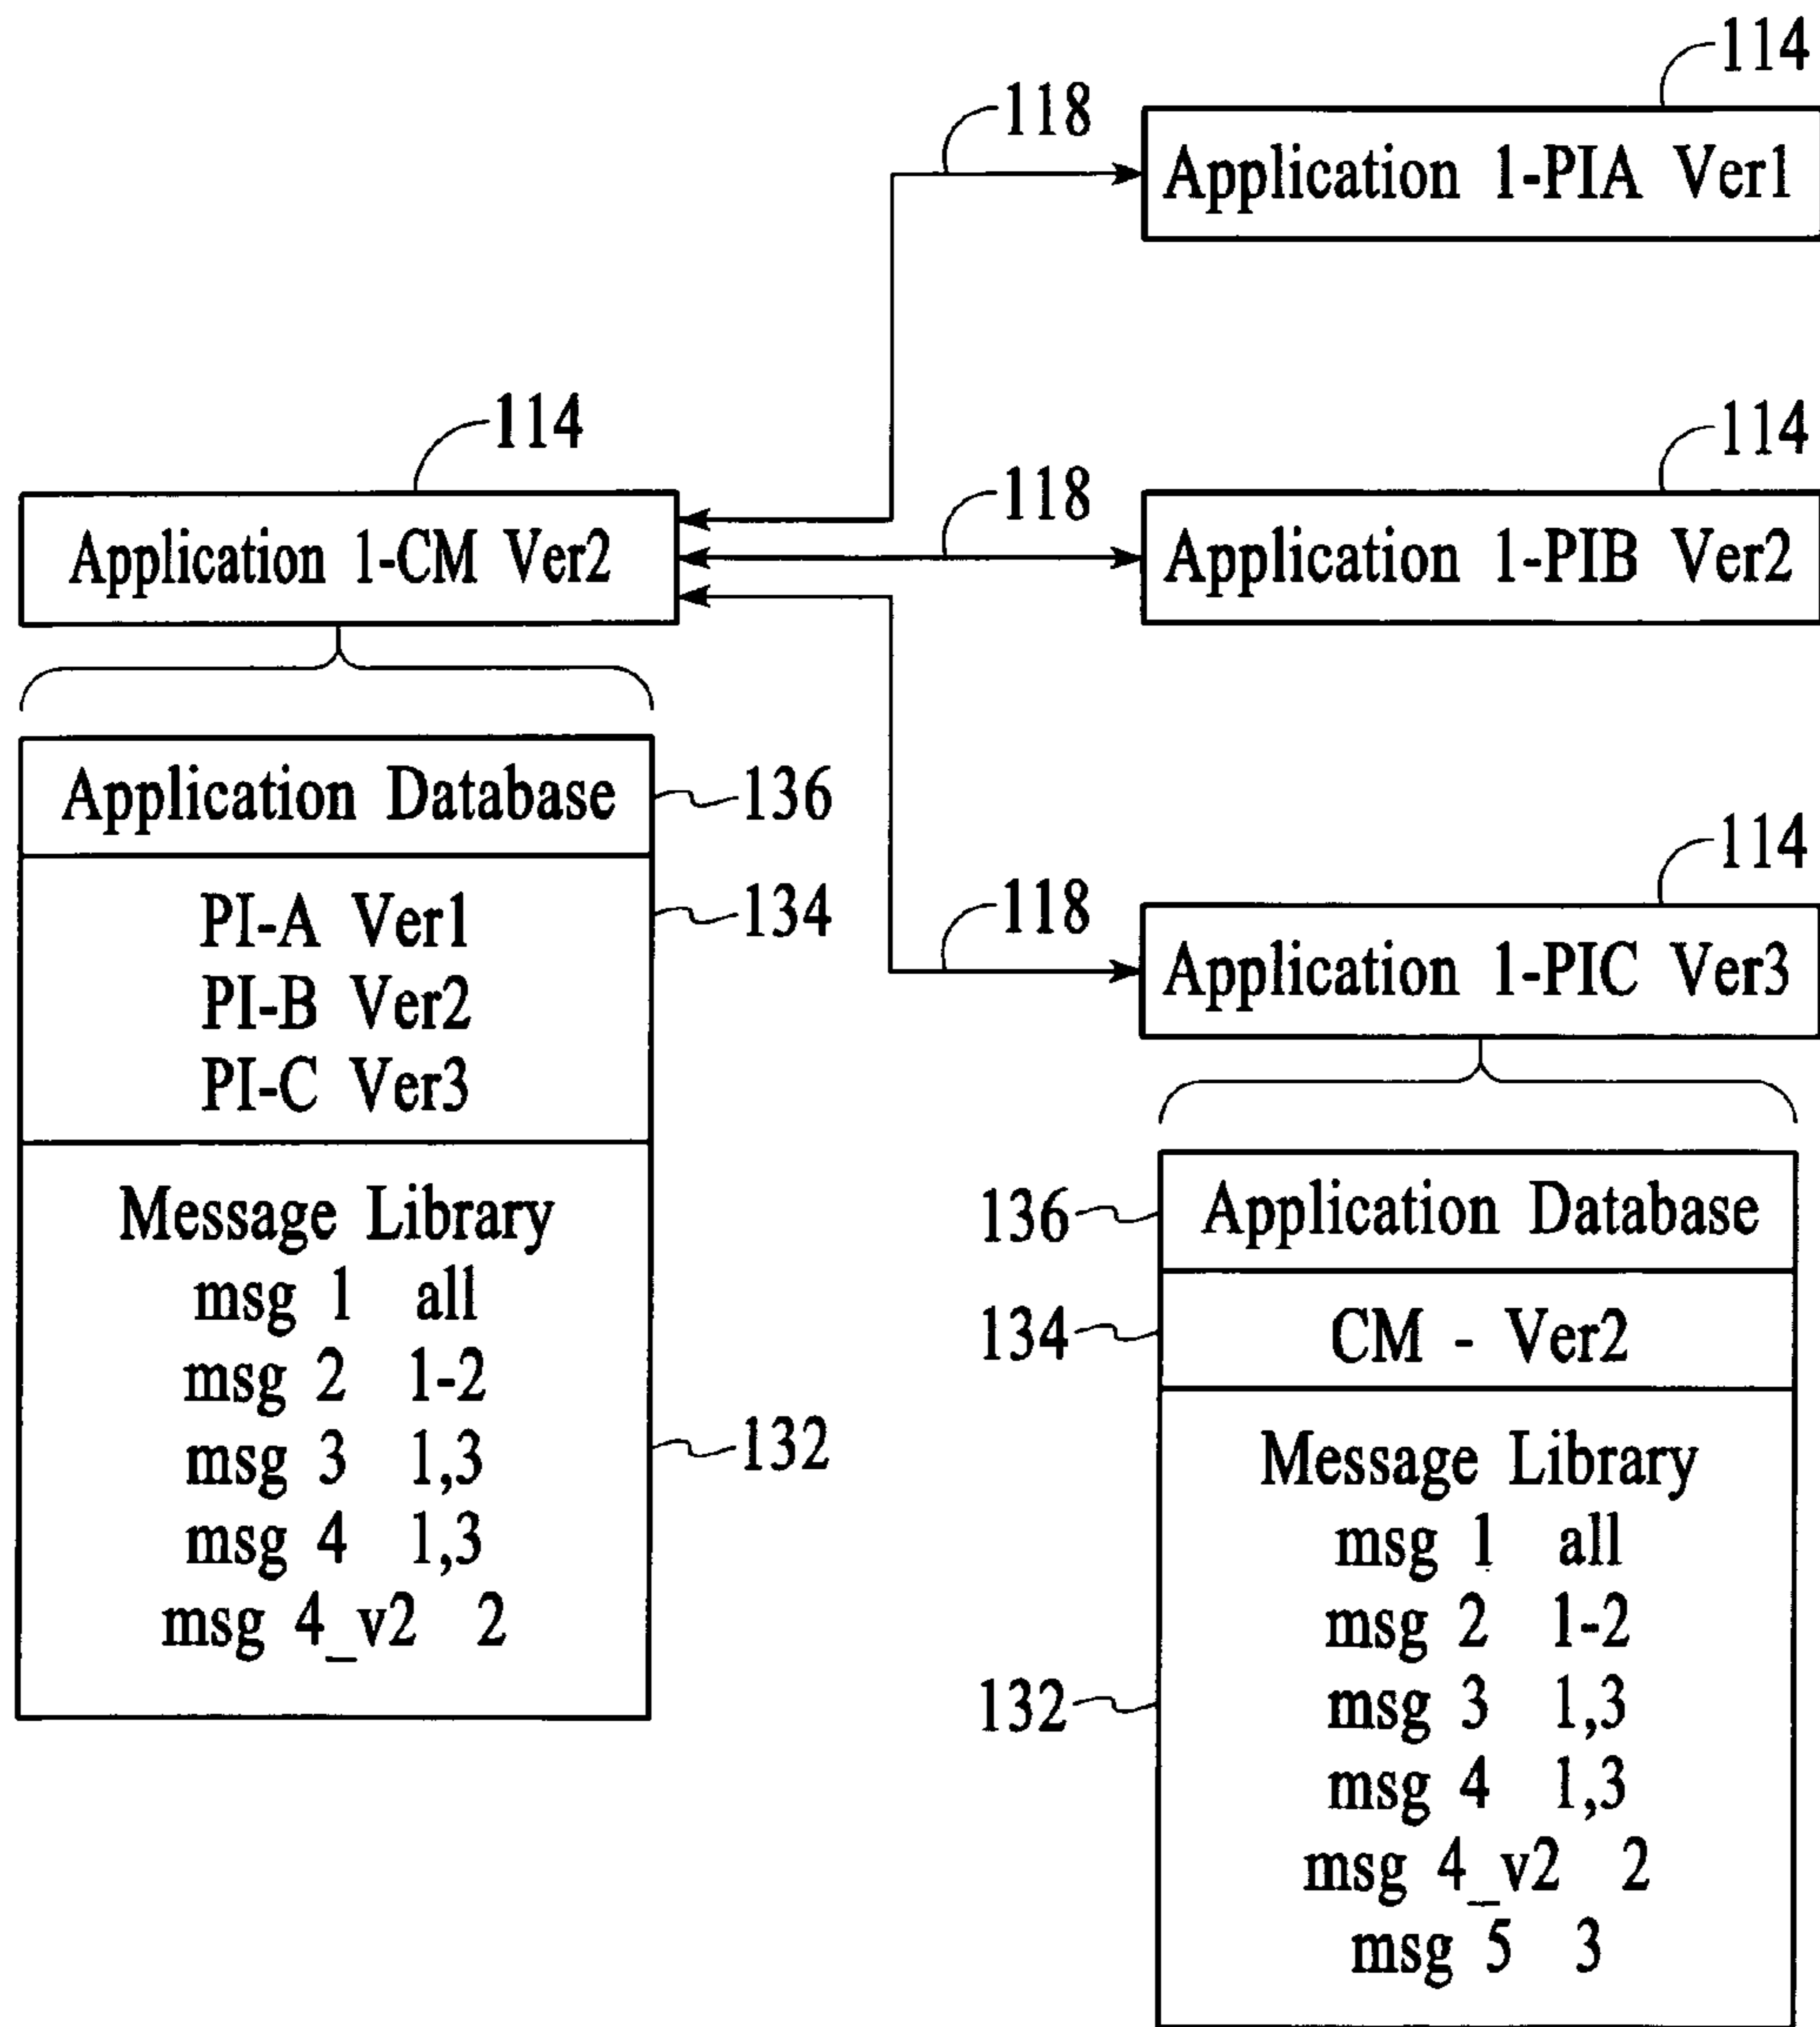 114
118
Application 1-PIA Ver1
114
114
118
Application 1-CM Ver2
Application 1-PIB Ver2
Application Database
136
PI-A Ver1
134
PI-B Ver2
PI-C Ver3
114
118
Application 1-PIC Ver3
Message Library
msg 1 all
msg 2 1-2
msg 3 1,3
132
msg 4 1,3
msg 4_v2 2
136
Application Database
134
CM - Ver2
Message Library
msg 1 all
msg 2 1-2
132
msg 3 1,3
msg 4 1,3
msg 4_v2 2
msg 5 3